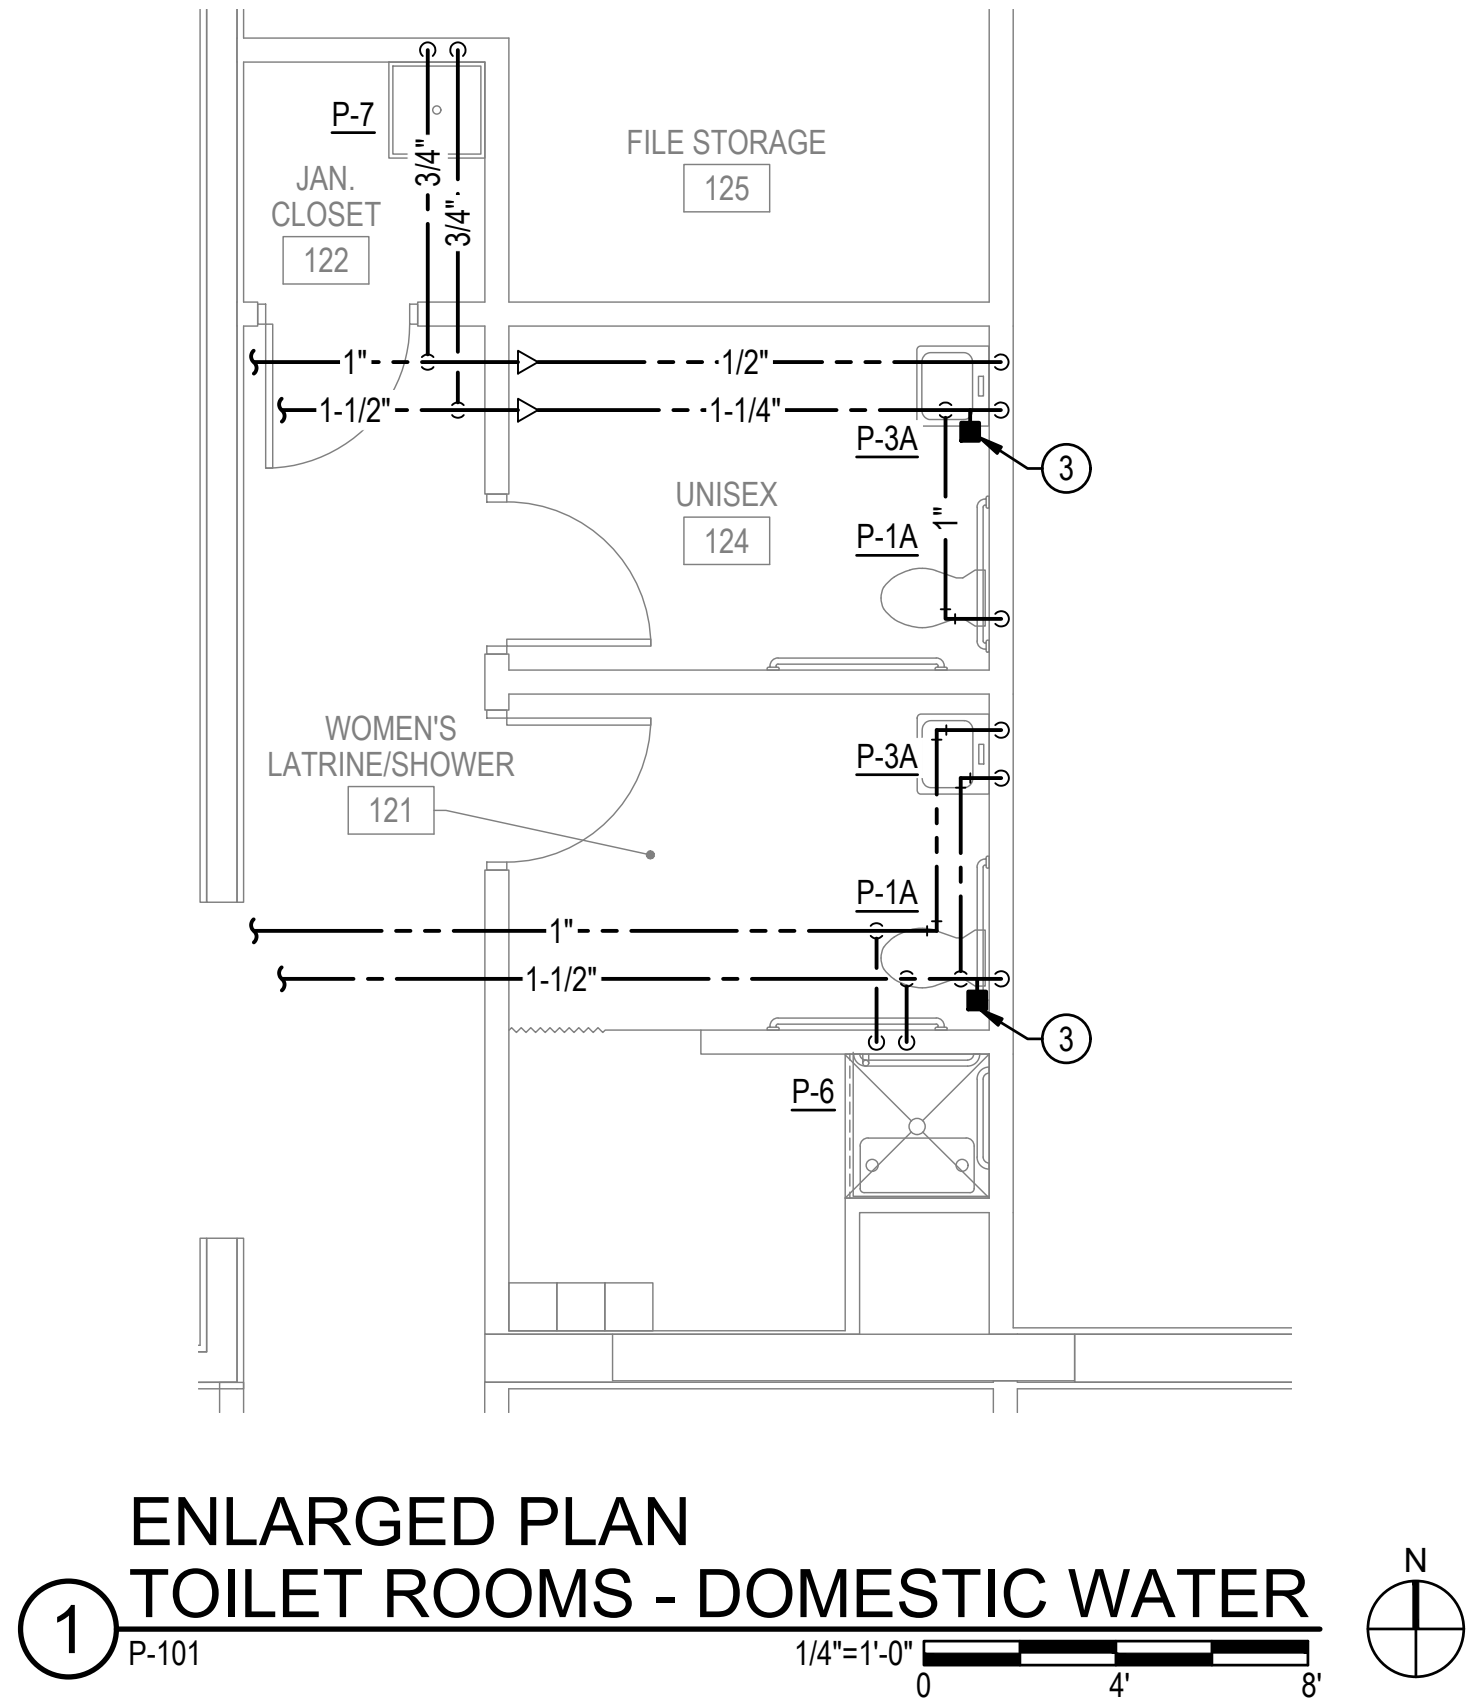 P-7
3/4"
3/4"
FILE STORAGE
125
JAN.
CLOSET
122
1"
1/2"
1-1/2"
1-1/4"
P-3A
3
UNISEX
124
1"
P-1A
WOMEN'S
LATRINE/SHOWER
121
P-3A
P-1A
1"
1-1/2"
3
P-6
ENLARGED PLAN
TOILET ROOMS - DOMESTIC WATER
1
P-101
1/4"=1'-0"
0
4'
8'
N